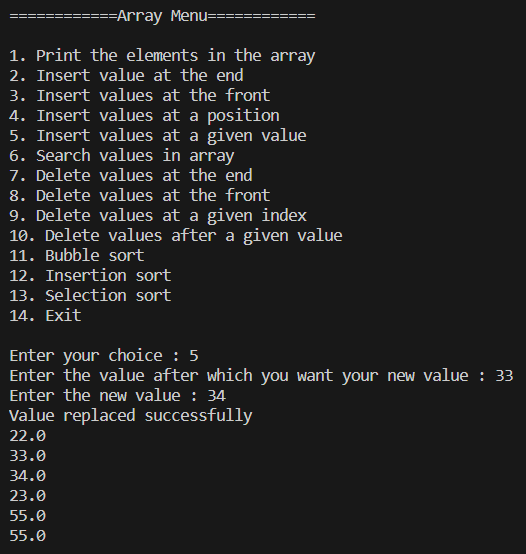 ============Array Menu============
1. Print the elements in the array
2. Insert value at the end
3. Insert values at the front
4. Insert values at a position
5. Insert values at a given value
6. Search values in array
7. Delete values at the end
8. Delete values at the front
9. Delete values at a given index
10. Delete values after a given value
11. Bubble sort
12. Insertion sort
13. Selection sort
14. Exit
Enter your choice : 5
Enter the value after which you want your new value : 33
Enter the new value : 34
Value replaced successfully
22.0
33.0
34.0
23.0
55.0
55.0